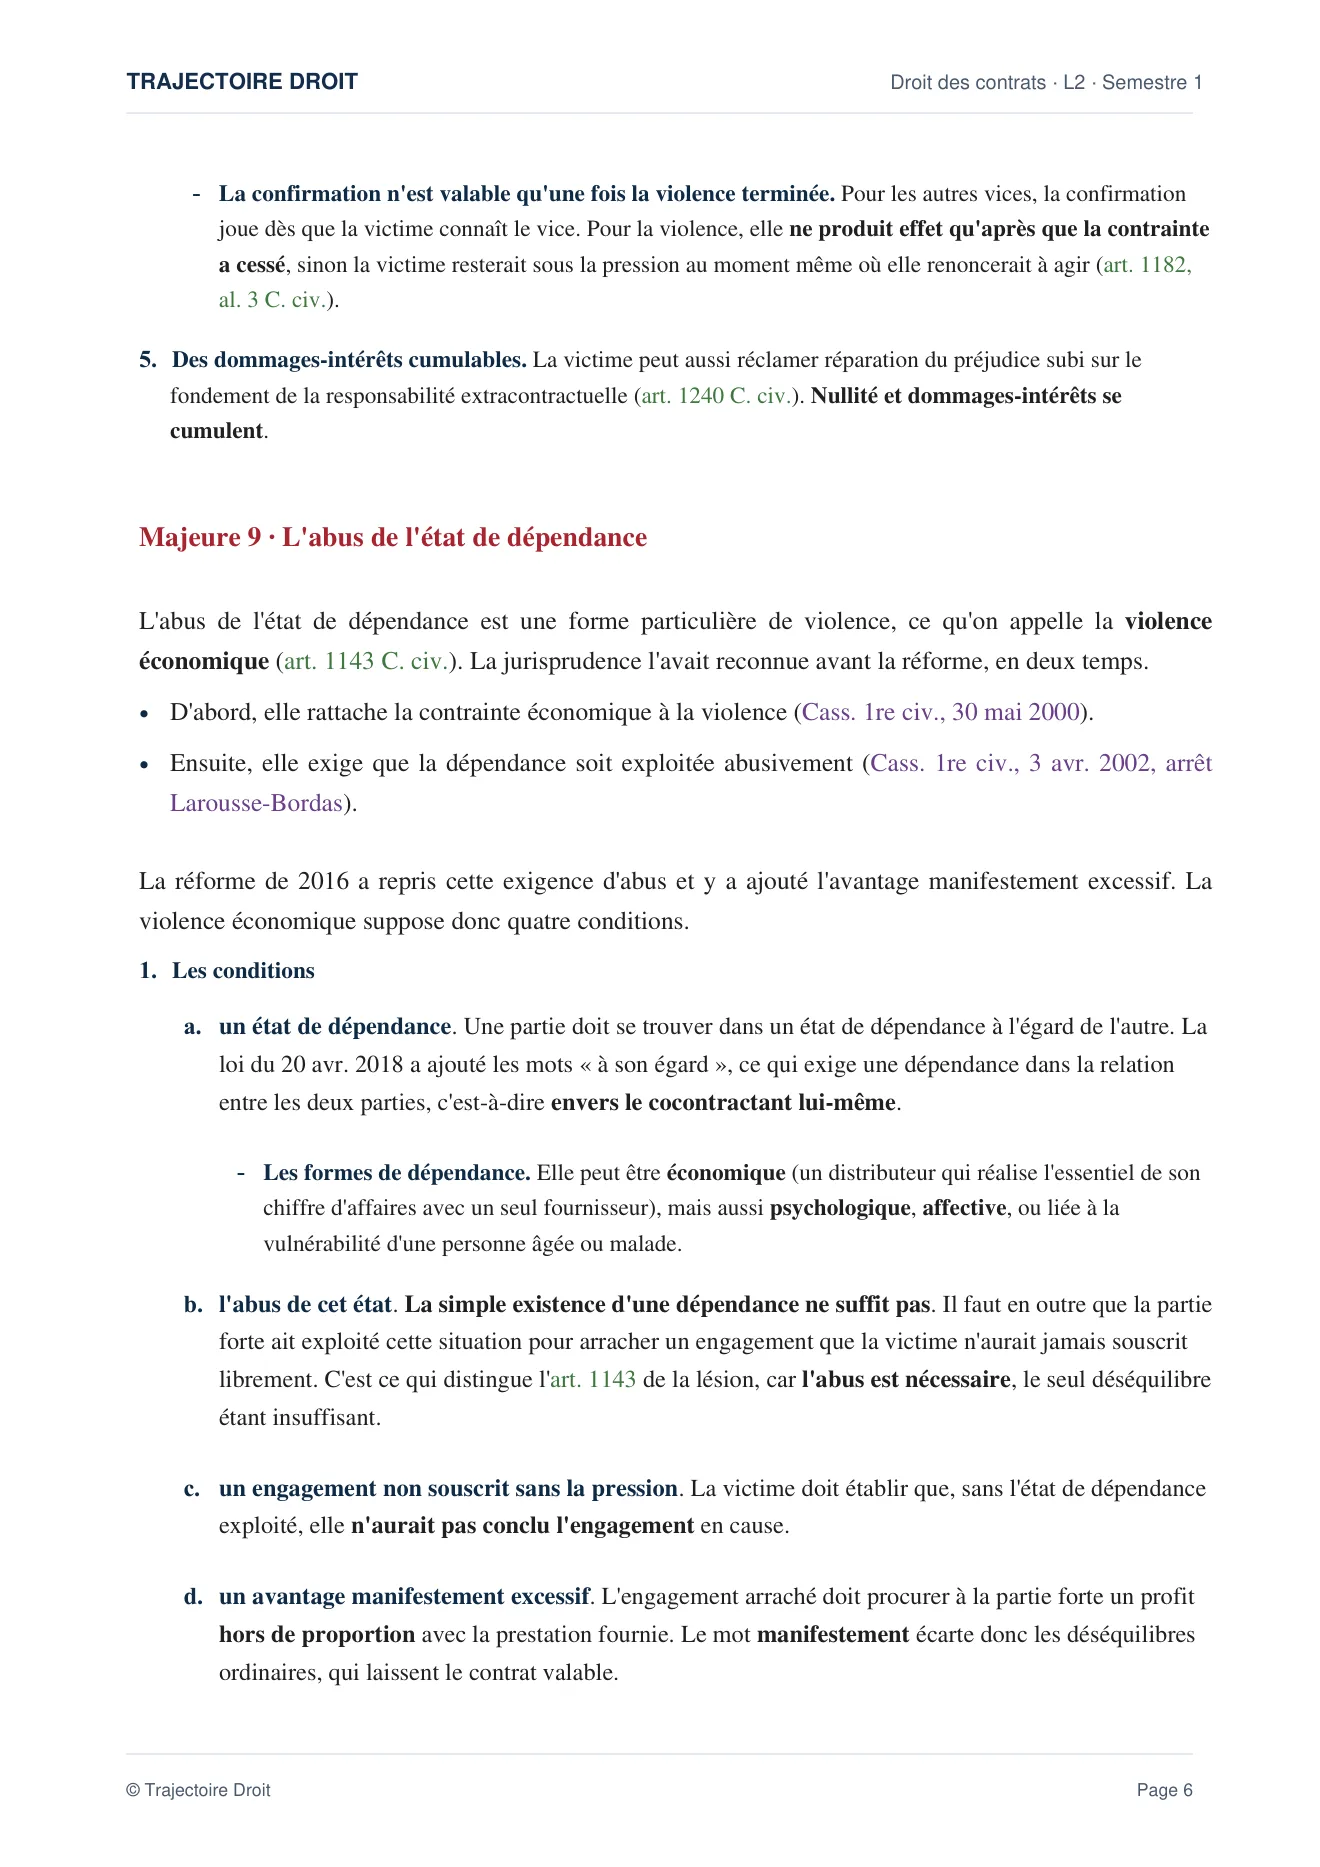 TRAJECTOIRE DROIT
Droit des contrats · L2 · Semestre 1
- La confirmation n'est valable qu'une fois la violence terminée. Pour les autres vices, la confirmation
joue dès que la victime connaît le vice. Pour la violence, elle ne produit effet qu'après que la contrainte
a cessé, sinon la victime resterait sous la pression au moment même où elle renoncerait à agir (art. 1182,
al. 3 C. civ.).
5. Des dommages-intérêts cumulables. La victime peut aussi réclamer réparation du préjudice subi sur le
fondement de la responsabilité extracontractuelle (art. 1240 C. civ.). Nullité et dommages-intérêts se
cumulent.
Majeure 9 · L'abus de l'état de dépendance
L'abus de l'état de dépendance est une forme particulière de violence, ce qu'on appelle la violence
économique (art. 1143 C. civ.). La jurisprudence l'avait reconnue avant la réforme, en deux temps.
• D'abord, elle rattache la contrainte économique à la violence (Cass. 1re civ., 30 mai 2000).
• Ensuite, elle exige que la dépendance soit exploitée abusivement (Cass. 1re civ., 3 avr. 2002, arrêt
Larousse-Bordas).
La réforme de 2016 a repris cette exigence d'abus et y a ajouté l'avantage manifestement excessif. La
violence économique suppose donc quatre conditions.
1. Les conditions
a. un état de dépendance. Une partie doit se trouver dans un état de dépendance à l'égard de l'autre. La
loi du 20 avr. 2018 a ajouté les mots « à son égard », ce qui exige une dépendance dans la relation
entre les deux parties, c'est-à-dire envers le cocontractant lui-même.
- Les formes de dépendance. Elle peut être économique (un distributeur qui réalise l'essentiel de son
chiffre d'affaires avec un seul fournisseur), mais aussi psychologique, affective, ou liée à la
vulnérabilité d'une personne âgée ou malade.
b. l'abus de cet état. La simple existence d'une dépendance ne suffit pas. Il faut en outre que la partie
forte ait exploité cette situation pour arracher un engagement que la victime n'aurait jamais souscrit
librement. C'est ce qui distingue l'art. 1143 de la lésion, car l'abus est nécessaire, le seul déséquilibre
étant insuffisant.
c. un engagement non souscrit sans la pression. La victime doit établir que, sans l'état de dépendance
exploité, elle n'aurait pas conclu l'engagement en cause.
d. un avantage manifestement excessif. L'engagement arraché doit procurer à la partie forte un profit
hors de proportion avec la prestation fournie. Le mot manifestement écarte donc les déséquilibres
ordinaires, qui laissent le contrat valable.
© Trajectoire Droit
Page 6